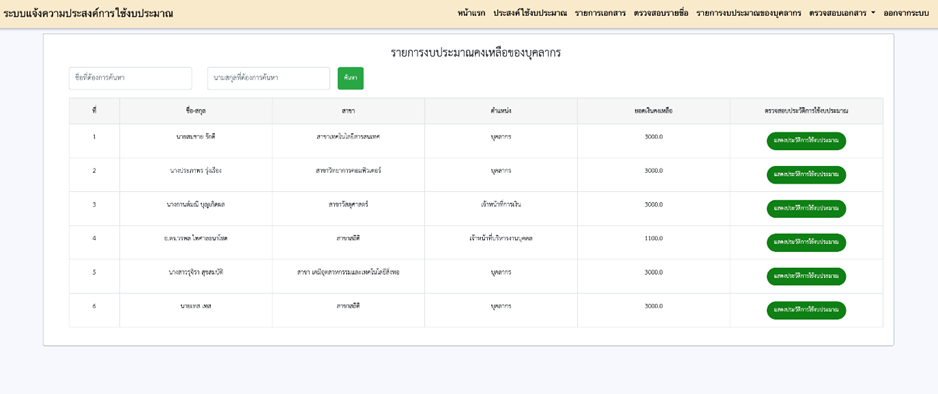 ระบบแจ้งความประสงค์การใช้งบประมาณ
หน้าแรก ประสงค์ใช้งบประมาณ รายการเอกสาร ตรวจสอบรายชื่อ รายการงบประมาณของบุคลากร ตรวจสอบเอกสาร ออกจากระบบ
รายการงบประมาณคงเหลือของบุคลากร
ชื่อที่ต้องการค้นหา นามสกุลที่ต้องการค้นหา ค้นหา
ที่ ชื่อ-สกุล สาขา ตำแหน่ง ยอดเงินคงเหลือ ตรวจสอบประวัติการใช้งบประมาณ
1 นายสมชาย รักดี สาขาเทคโนโลยีสารสนเทศ บุคลากร 3000.0 แสดงประวัติการใช้งบประมาณ
2 นางประภาพร รุ่งเรือง สาขาวิทยาการคอมพิวเตอร์ บุคลากร 3000.0 แสดงประวัติการใช้งบประมาณ
3 นางกานต์มณี บุญเกิดผล สาขาวัสดุศาสตร์ เจ้าหน้าที่การเงิน 3000.0 แสดงประวัติการใช้งบประมาณ
4 สาขาสถิติ เจ้าหน้าที่บริหารงานบุคคล 1100.0 แสดงประวัติการใช้งบประมาณ
5 นางสาวรุจิรา สุขสมบัติ สาขา เคมีอุตสาหกรรมและเทคโนโลยีสิ่งทอ บุคลากร 3000.0 แสดงประวัติการใช้งบประมาณ
6 สาขาสถิติ บุคลากร 3000.0 แสดงประวัติการใช้งบประมาณ